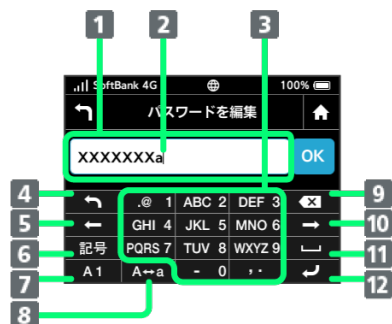 1 2 3
SoftBank 4G 100%
パスワードを編集
XXXXXXXa OK
4 .@ 1 ABC 2 DEF 3 9
5 GHI 4 JKL 5 MNO 6 10
6 記号 PQRS 7 TUV 8 WXYZ 9 11
7 A 1 A↔a - 0 , . 12
8